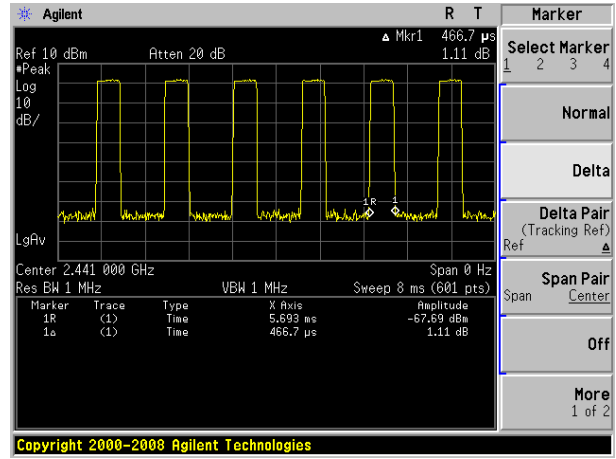 Agilent R T
Δ Mkr1 466.7 µs
Ref 10 dBm Atten 20 dB 1.11 dB
#Peak
Log
10
dB/
1R 1
LgAv
Center 2.441 000 GHz Span 0 Hz
Res BW 1 MHz VBW 1 MHz Sweep 8 ms (601 pts)
Marker Trace Type X Axis Amplitude
1R (1) Time 5.693 ms -67.69 dBm
1Δ (1) Time 466.7 µs 1.11 dB
Marker
Select Marker
1 2 3 4
Normal
Delta
Delta Pair
(Tracking Ref)
Ref Δ
Span Pair
Span Center
Off
More
1 of 2
Copyright 2000-2008 Agilent Technologies